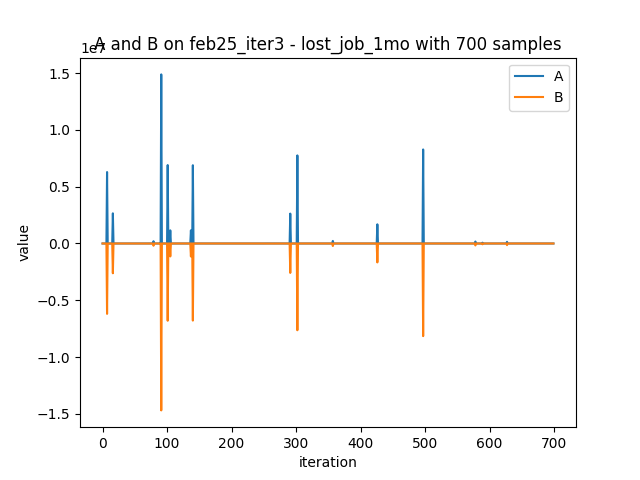 A and B on feb25_iter3 - lost_job_1mo with 700 samples
1e7
A
B
1.5
1.0
0.5
0.0
−0.5
−1.0
−1.5
value
0 100 200 300 400 500 600 700
iteration